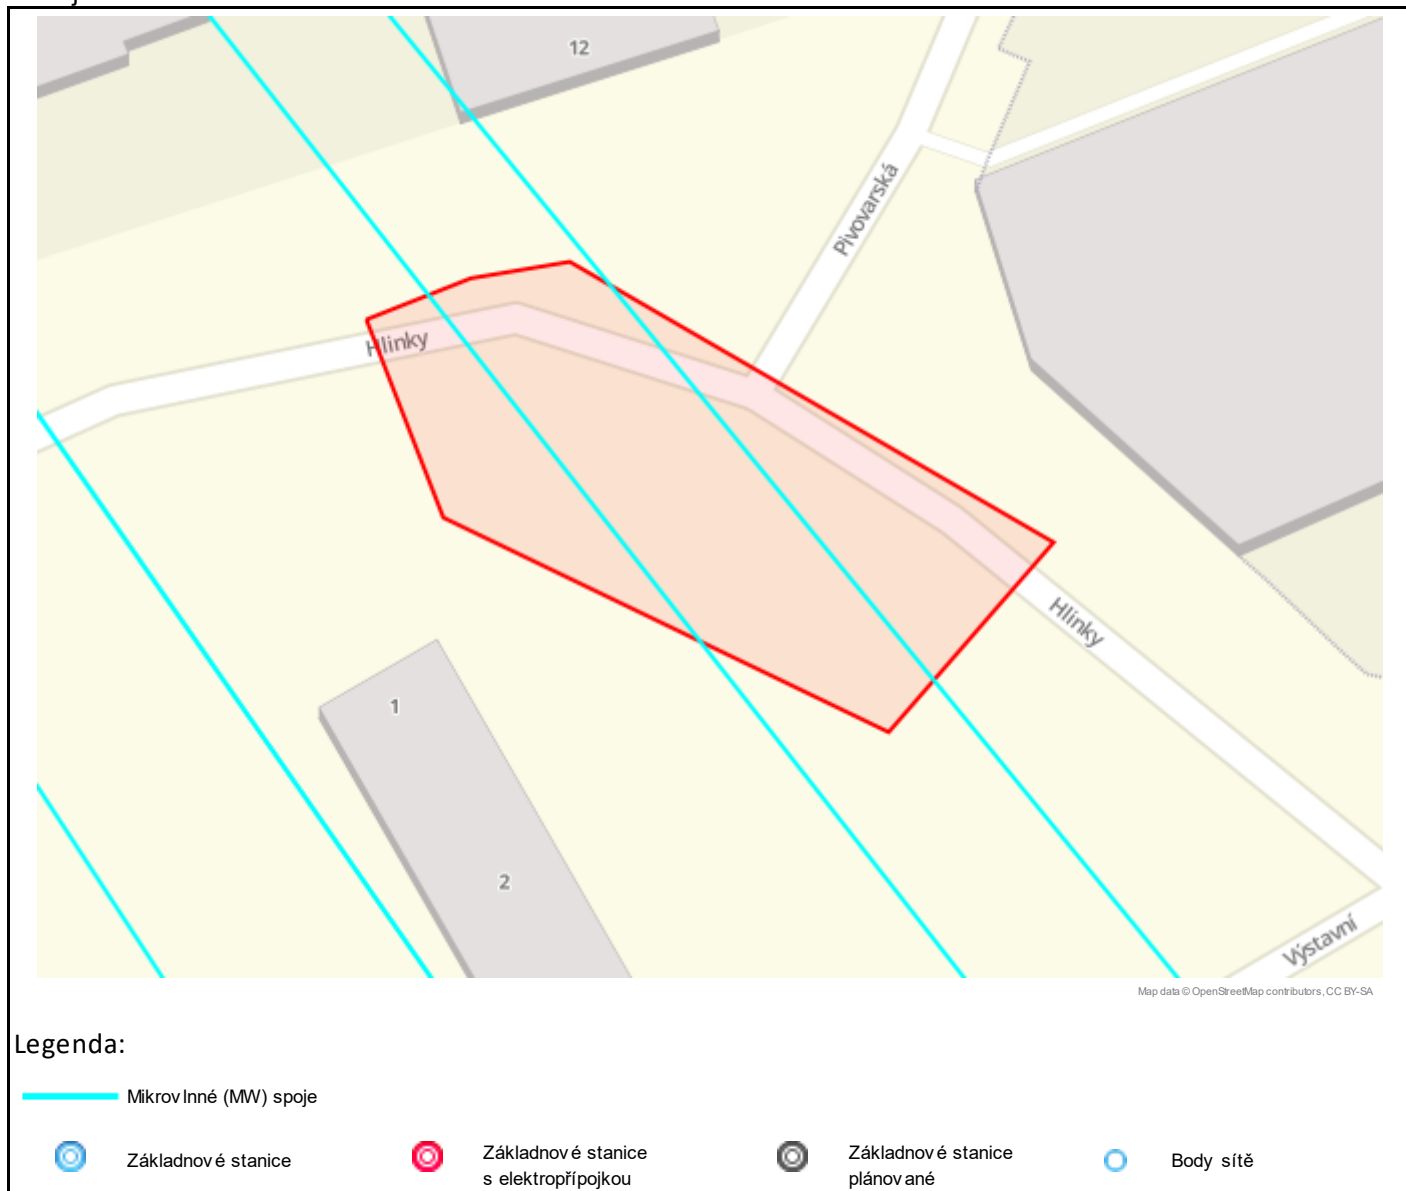 12
Pivovarská
Hlinky
Hlinky
1
2
Výstavní
Map data © OpenStreetMap contributors, CC BY-SA
Legenda:
Mikrovlnné (MW) spoje
Základnové stanice
Základnové stanice
s elektropřípojkou
Základnové stanice
plánované
Body sítě